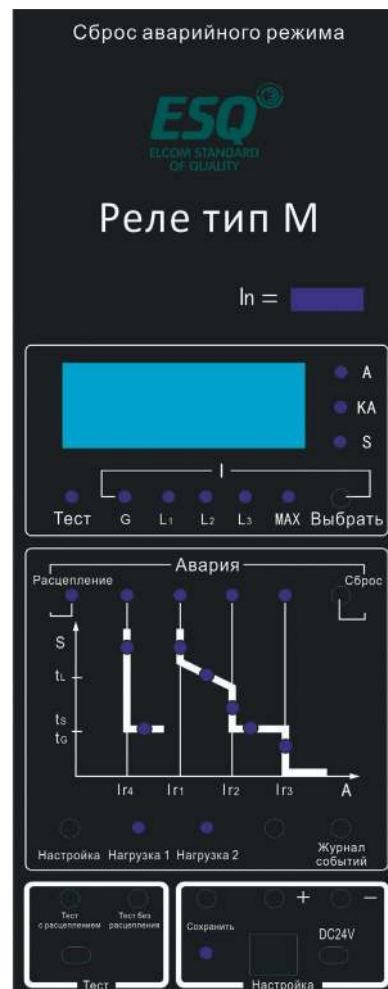 Сброс аварийного режима
ESQ®
ELCOM STANDARD
OF QUALITY
Реле тип М
In =
A
KA
S
I
Тест G L1 L2 L3 MAX Выбрать
Авария
Расцепление
Сброс
S
tL
ts
tG
Ir4 Ir1 Ir2 Ir3 A
Настройка Нагрузка 1 Нагрузка 2 Журнал
событий
Тест
с расцеплением
Тест без
расцепления
Тест
+ −
Сохранить
DC24V
Настройка